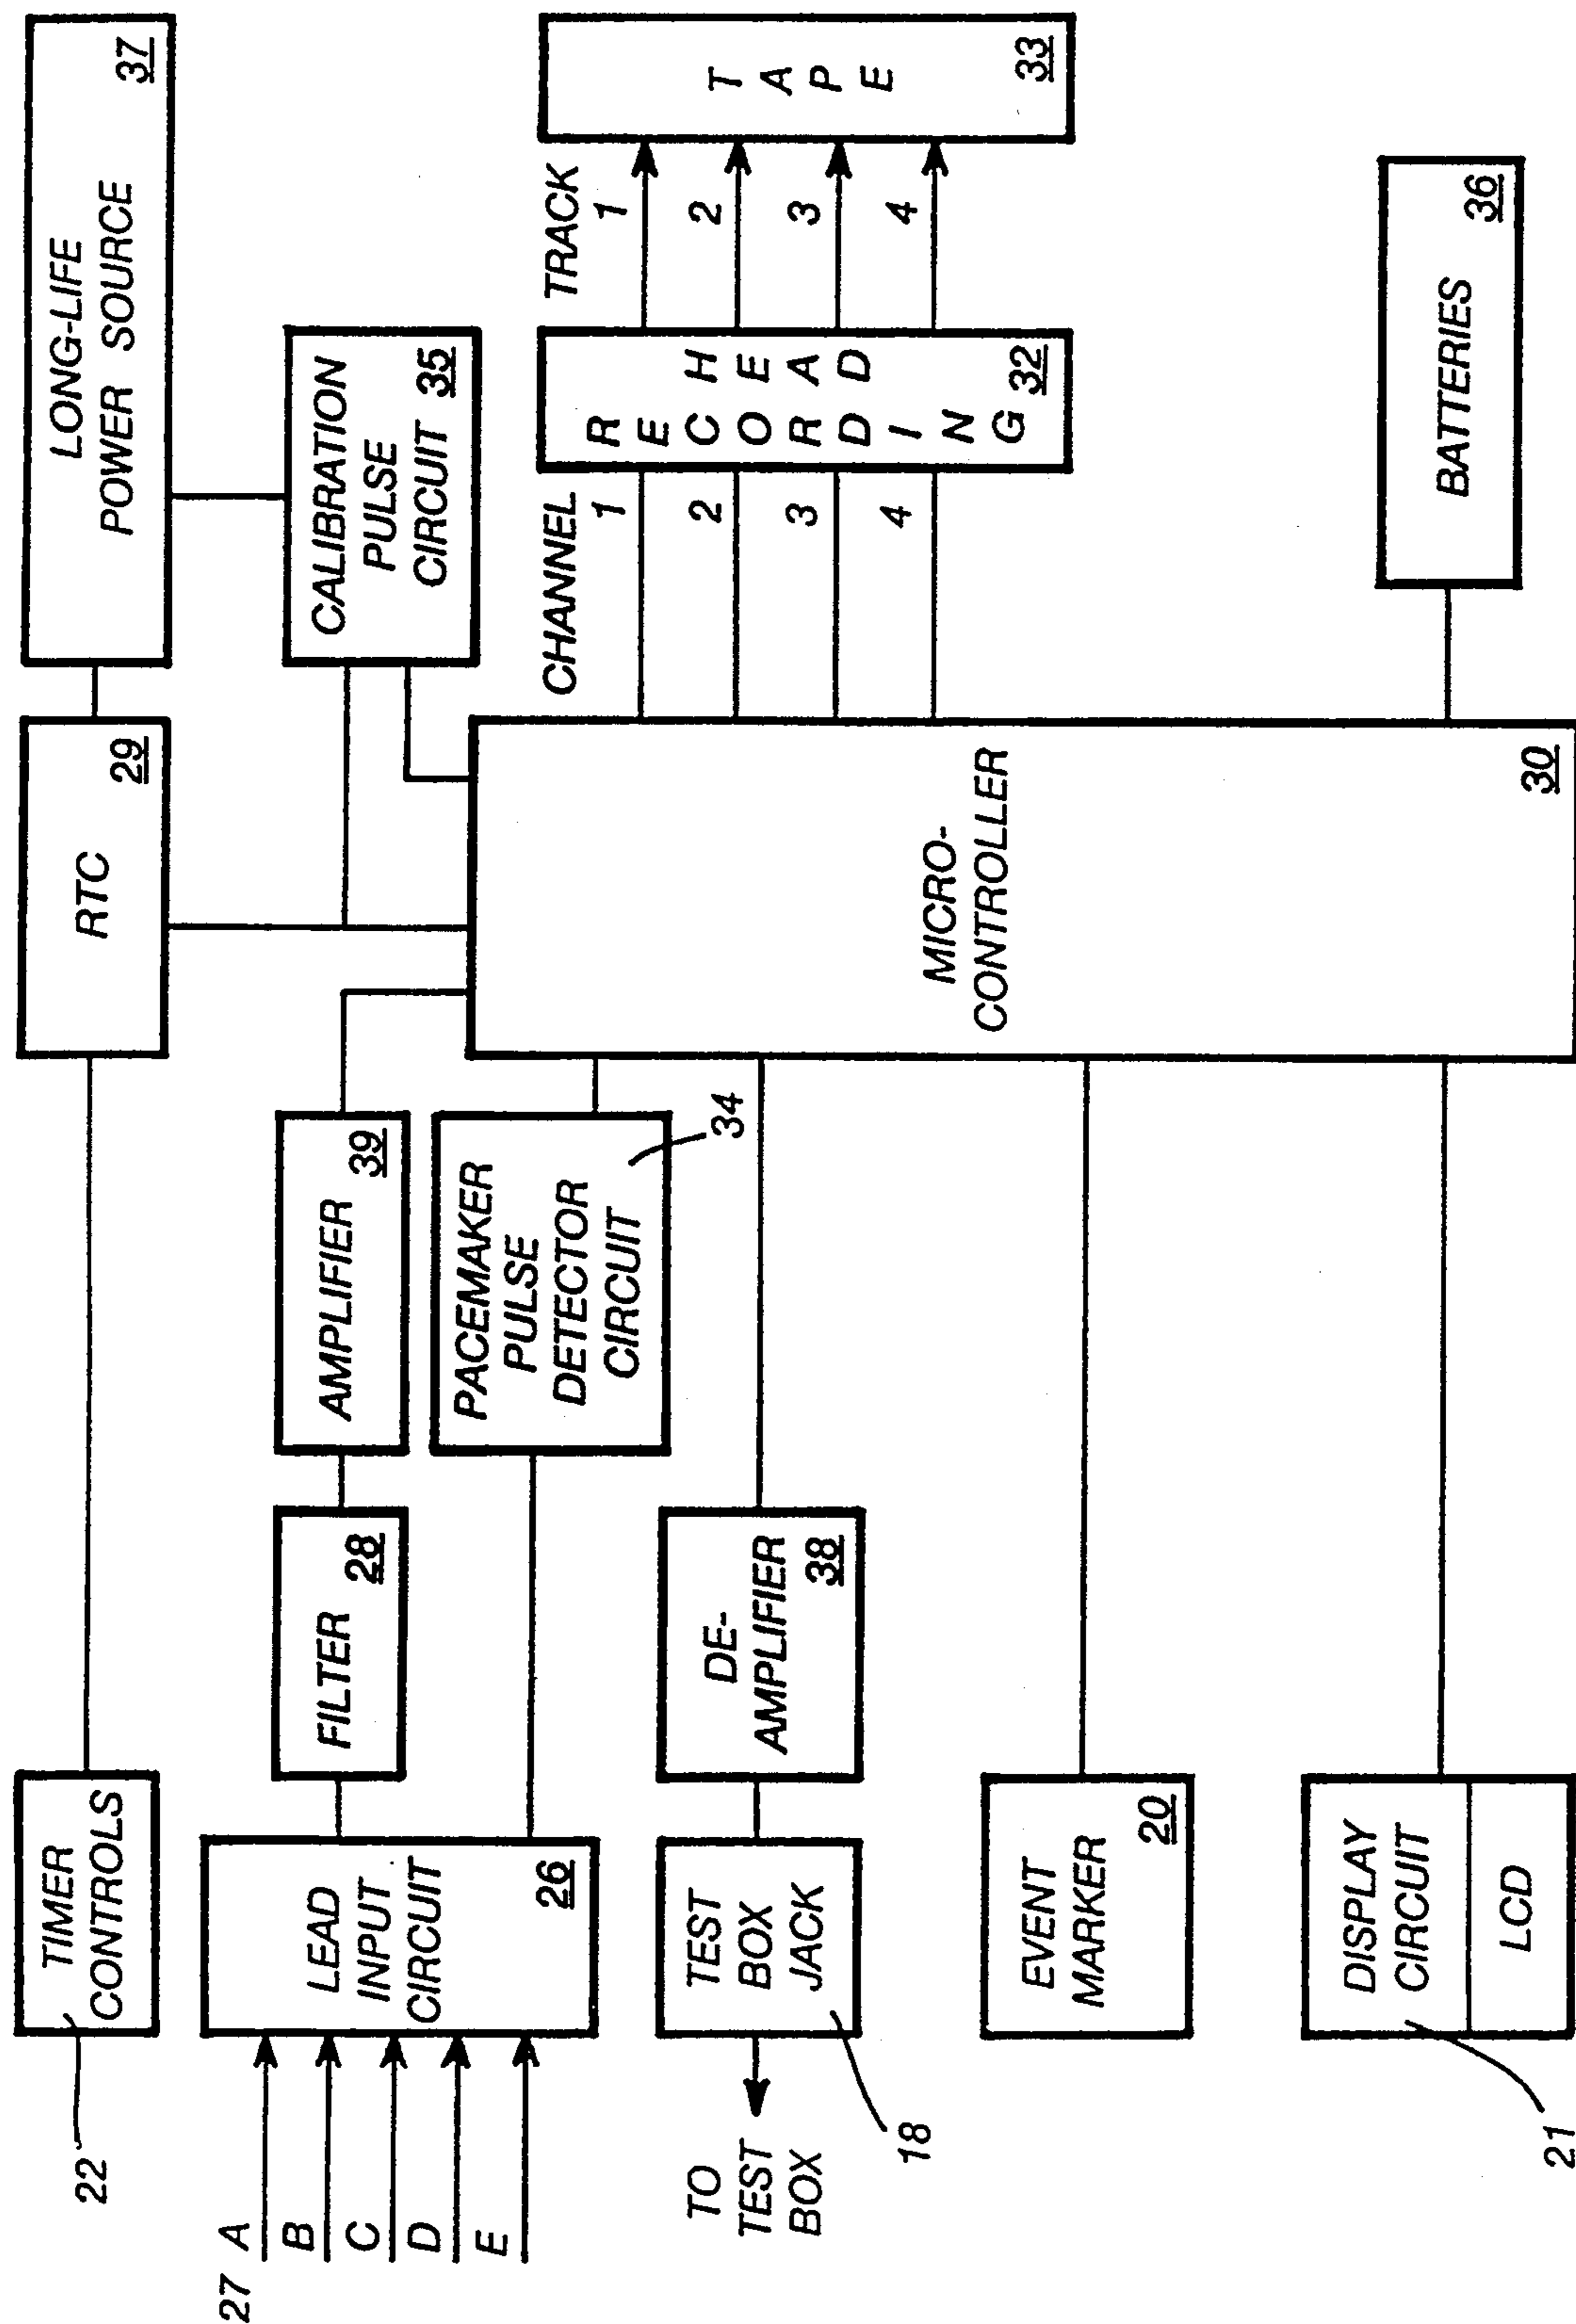 22
TIMER
CONTROLS
RTC
29
LONG-LIFE
POWER SOURCE
37
27
A
B
C
D
E
LEAD
INPUT
CIRCUIT
26
FILTER
28
AMPLIFIER
39
PACEMAKER
PULSE
DETECTOR
CIRCUIT
34
CALIBRATION
PULSE
CIRCUIT
35
TO
TEST
BOX
TEST
BOX
JACK
18
DE-
AMPLIFIER
38
EVENT
MARKER
20
DISPLAY
CIRCUIT
LCD
21
MICRO-
CONTROLLER
30
CHANNEL
1
2
3
4
RECORDING
HEAD
32
TRACK
1
2
3
4
TAPE
33
BATTERIES
36